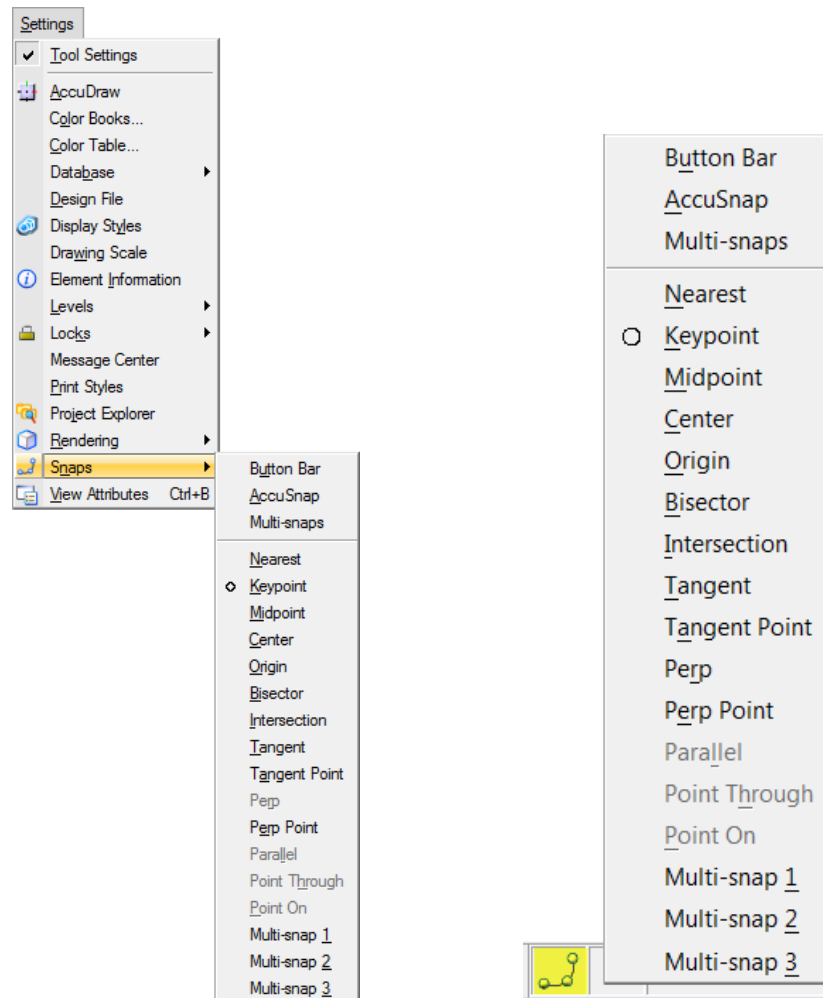 Settings
Tool Settings
AccuDraw
Color Books...
Color Table...
Database
Design File
Display Styles
Drawing Scale
Element Information
Levels
Locks
Message Center
Print Styles
Project Explorer
Rendering
Snaps
View Attributes Ctrl+B
Button Bar
AccuSnap
Multi-snaps
Nearest
Keypoint
Midpoint
Center
Origin
Bisector
Intersection
Tangent
Tangent Point
Perp
Perp Point
Parallel
Point Through
Point On
Multi-snap 1
Multi-snap 2
Multi-snap 3
Button Bar
AccuSnap
Multi-snaps
Nearest
Keypoint
Midpoint
Center
Origin
Bisector
Intersection
Tangent
Tangent Point
Perp
Perp Point
Parallel
Point Through
Point On
Multi-snap 1
Multi-snap 2
Multi-snap 3